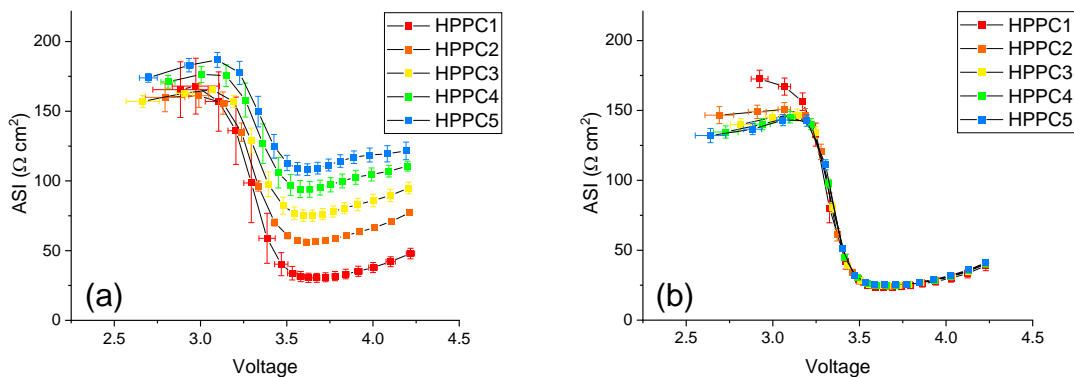 HPPC1
HPPC2
HPPC3
HPPC4
HPPC5
200
150
100
50
0
ASI (Ω cm²)
(a)
2.5 3.0 3.5 4.0 4.5
Voltage
HPPC1
HPPC2
HPPC3
HPPC4
HPPC5
200
150
100
50
0
ASI (Ω cm²)
(b)
2.5 3.0 3.5 4.0 4.5
Voltage